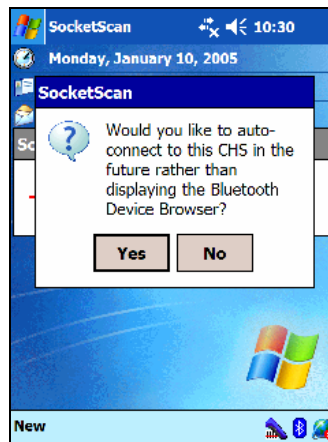 SocketScan 10:30
Monday, January 10, 2005
SocketScan
Sc
Would you like to auto-
connect to this CHS in the
future rather than
displaying the Bluetooth
Device Browser?
Yes No
New